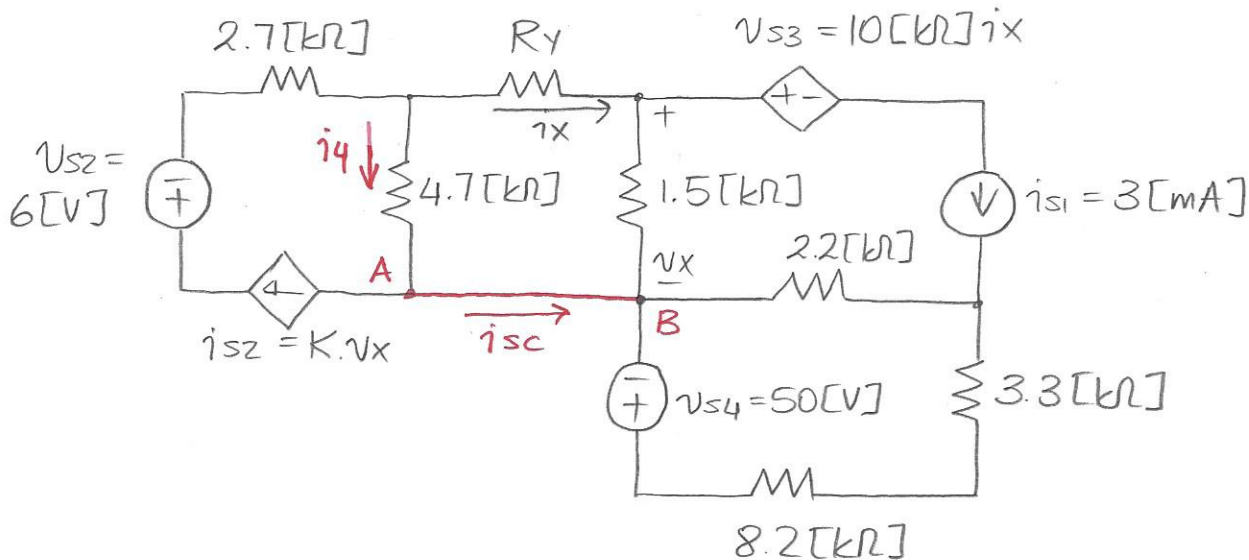 2.7[kΩ]
Ry
vS3 = 10[kΩ]ix
+
+ -
ix
vS2 =
6[V]
-
+
i4
4.7[kΩ]
1.5[kΩ]
iS1 = 3[mA]
2.2[kΩ]
A
vx
-
B
isc
iS2 = K.vx
-
+
vS4 = 50[V]
3.3[kΩ]
8.2[kΩ]